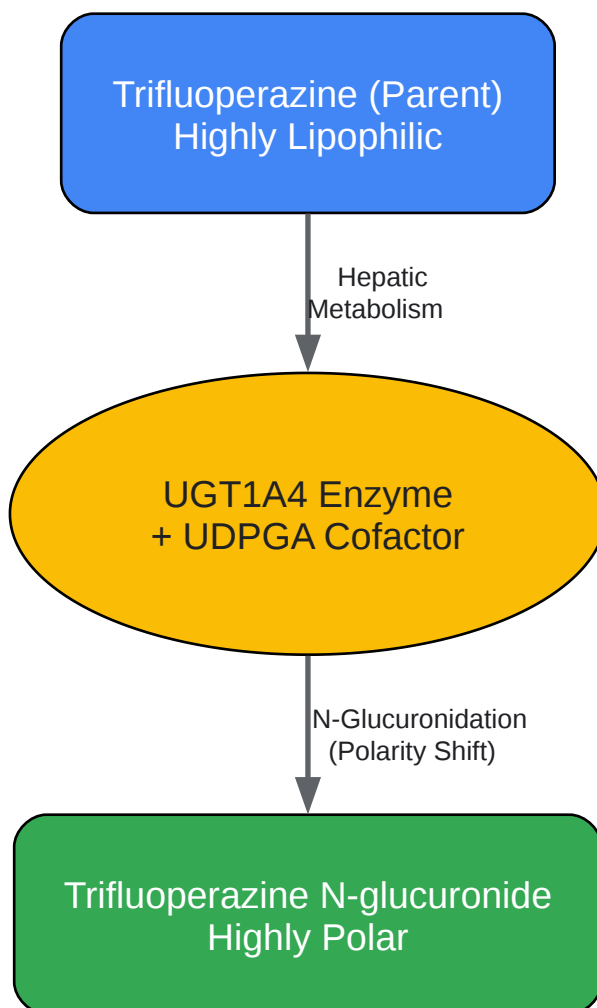 Trifluoperazine (Parent)
Highly Lipophilic
Hepatic
Metabolism
UGT1A4 Enzyme
+ UDPGA Cofactor
N-Glucuronidation
(Polarity Shift)
Trifluoperazine N-glucuronide
Highly Polar